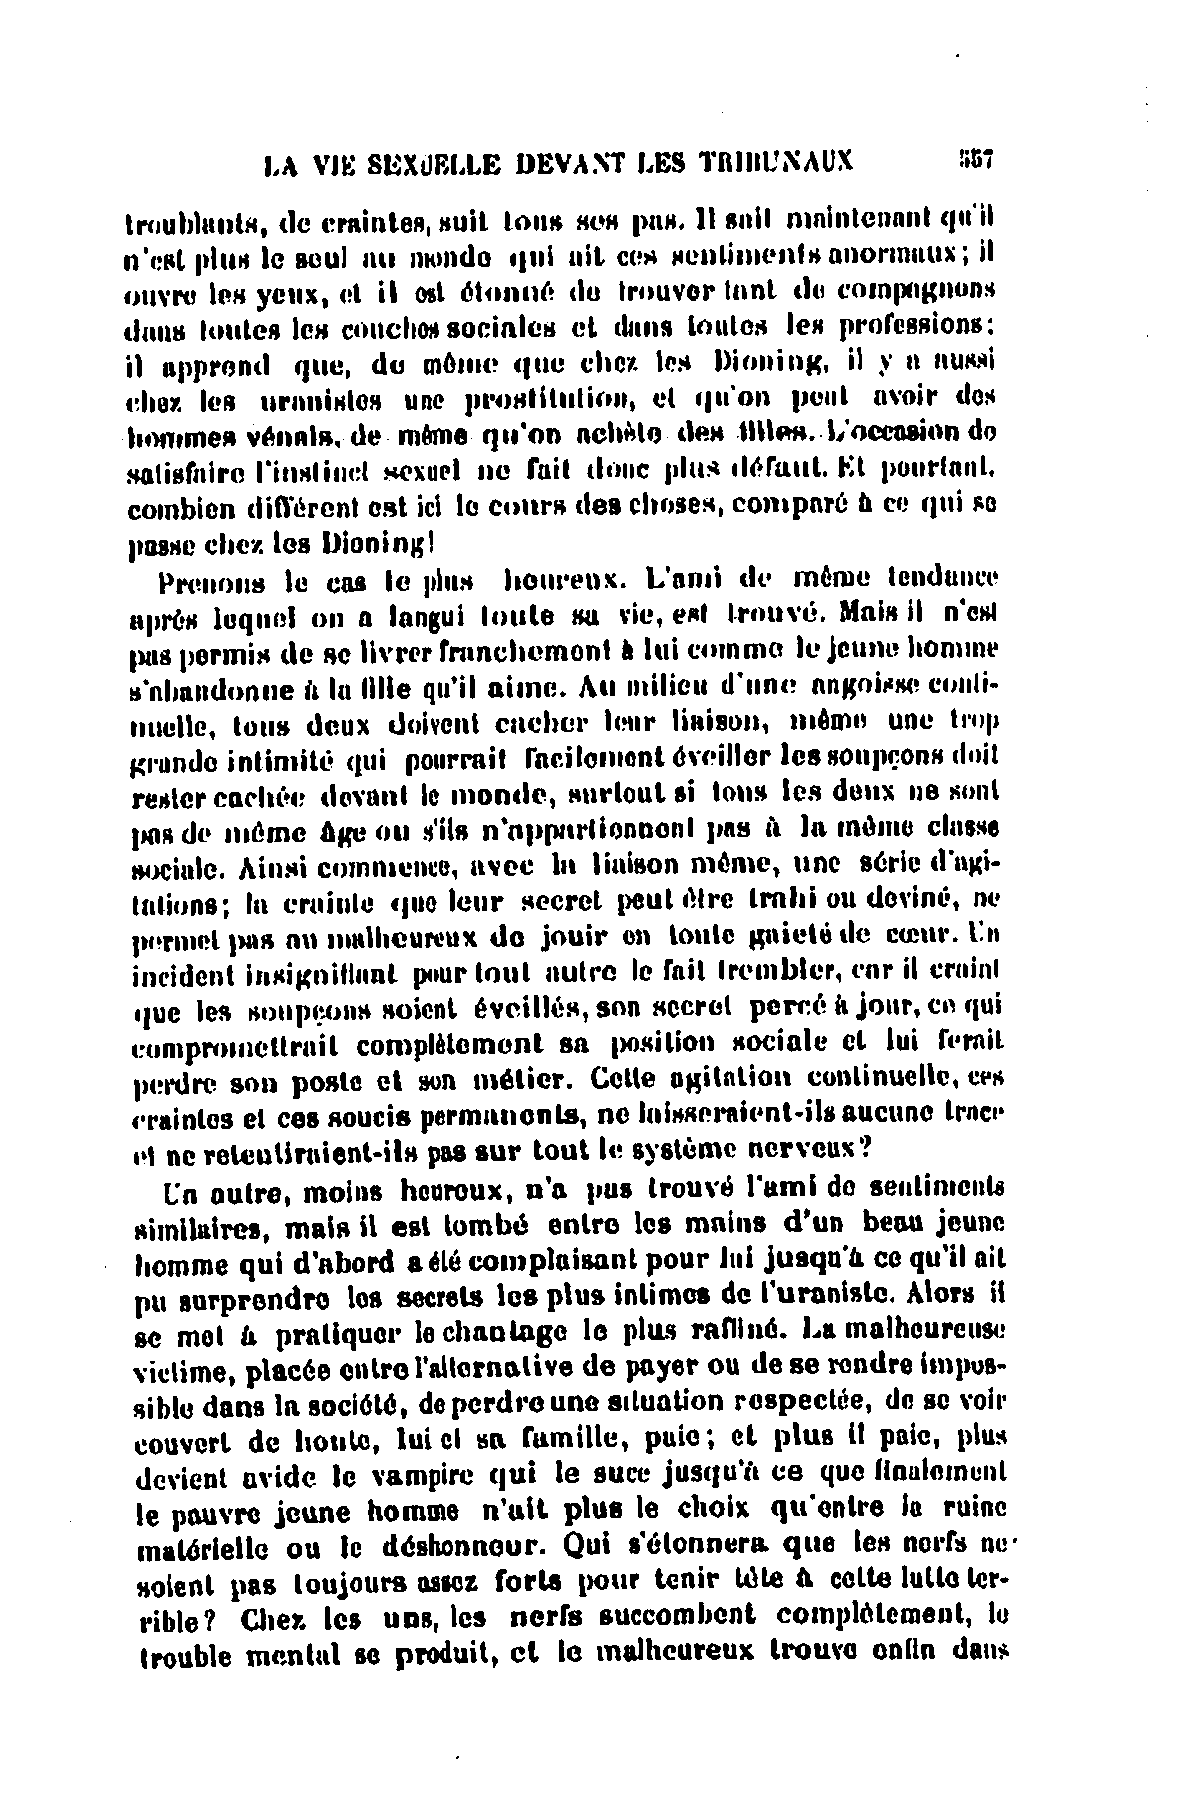 LA VIE SEXUELLE DEVANT LES TRIBUNAUX 557
troublants, de craintes, suit tous ses pas. Il sait maintenant qu'il
n'est plus le seul au monde qui ait ces sentiments anormaux; il
ouvre les yeux, et il est étonné de trouver tant de compagnons
dans toutes les couches sociales et dans toutes les professions;
il apprend que, de même que chez les Dioning, il y a aussi
chez les uranistes une prostitution, et qu'on peut avoir des
hommes vénals, de même qu'on achète des filles. L'occasion de
satisfaire l'instinct sexuel ne fait donc plus défaut. Et pourtant,
combien différent est ici le cours des choses, comparé à ce qui se
passe chez les Dioning!
Prenons le cas le plus heureux. L'ami de même tendance
après lequel on a langui toute sa vie, est trouvé. Mais il n'est
pas permis de se livrer franchement à lui comme le jeune homme
s'abandonne à la fille qu'il aime. Au milieu d'une angoisse conti-
nuelle, tous deux doivent cacher leur liaison, même une trop
grande intimité qui pourrait facilement éveiller les soupçons doit
rester cachée devant le monde, surtout si tous les deux ne sont
pas de même âge ou s'ils n'appartiennent pas à la même classe
sociale. Ainsi commence, avec la liaison même, une série d'agi-
tations; la crainte que leur secret peut être trahi ou deviné, ne
permet pas au malheureux de jouir en toute gaieté de cœur. Un
incident insignifiant pour tout autre le fait trembler, car il craint
que les soupçons soient éveillés, son secret percé à jour, ce qui
compromettrait complètement sa position sociale et lui ferait
perdre son poste et son métier. Cette agitation continuelle, ces
craintes et ces soucis permanents, ne laisseraient-ils aucune trace
et ne retentiraient-ils pas sur tout le système nerveux?
Un autre, moins heureux, n'a pas trouvé l'ami de sentiments
similaires, mais il est tombé entre les mains d'un beau jeune
homme qui d'abord a été complaisant pour lui jusqu'à ce qu'il ait
pu surprendre les secrets les plus intimes de l'uraniste. Alors il
se met à pratiquer le chantage le plus raffiné. La malheureuse
victime, placée entre l'alternative de payer ou de se rendre impos-
sible dans la société, de perdre une situation respectée, de se voir
couvert de honte, lui et sa famille, paie; et plus il paie, plus
devient avide le vampire qui le suce jusqu'à ce que finalement
le pauvre jeune homme n'ait plus le choix qu'entre la ruine
matérielle ou le déshonneur. Qui s'étonnera que les nerfs ne
soient pas toujours assez forts pour tenir tête à cette lutte ter-
rible? Chez les uns, les nerfs succombent complètement, le
trouble mental se produit, et le malheureux trouve enfin dans